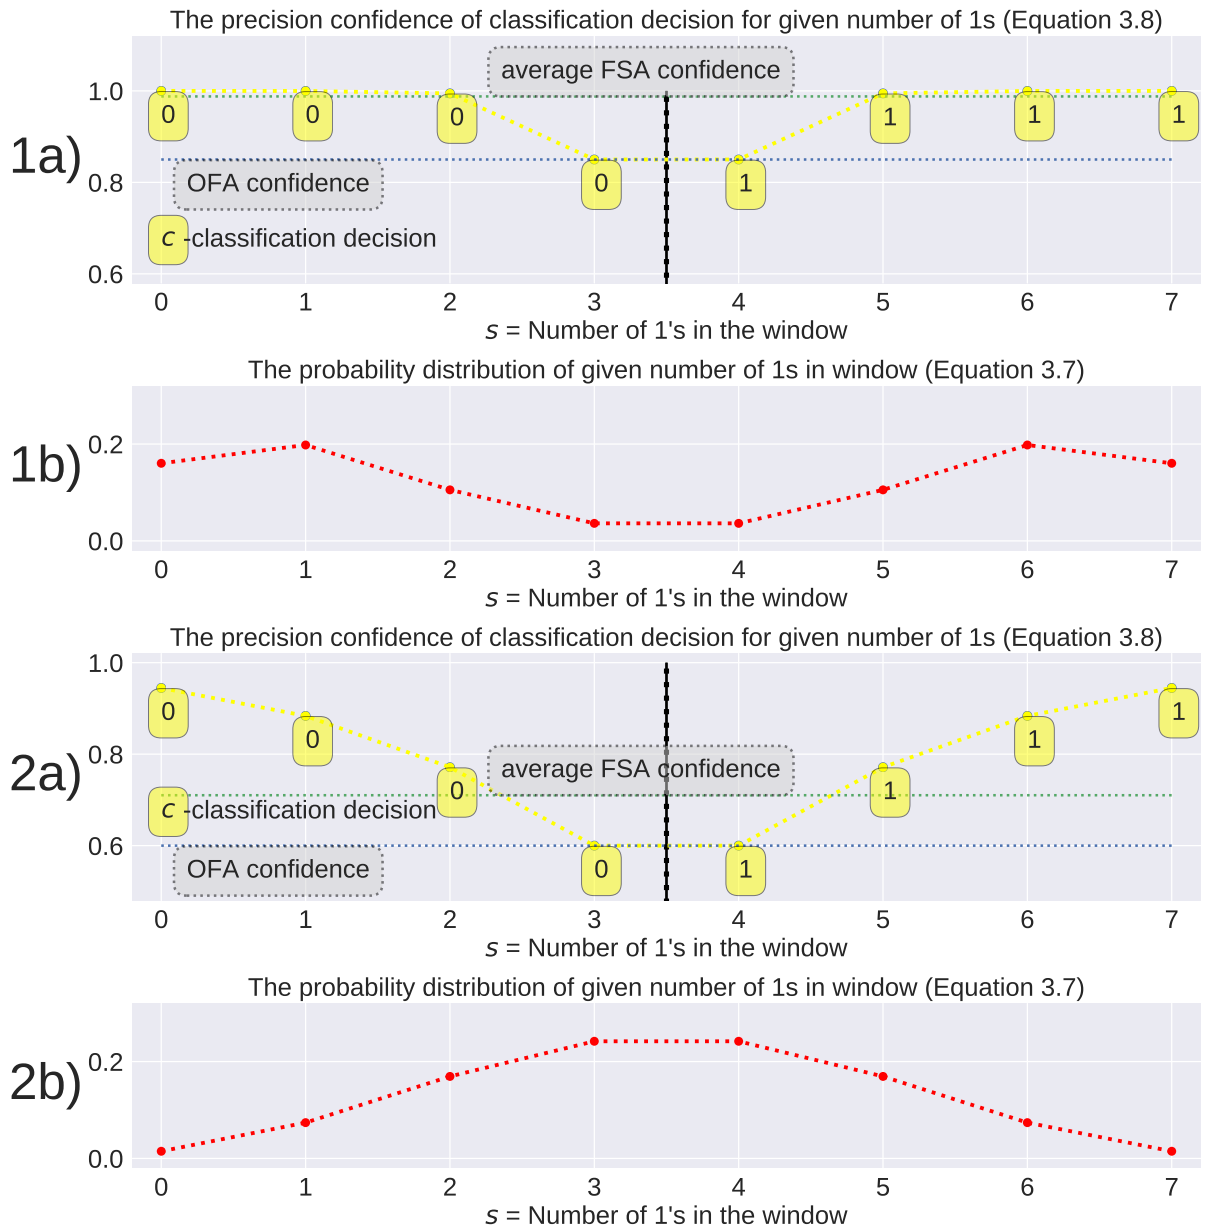 The precision confidence of classification decision for given number of 1s (Equation 3.8)
average FSA confidence
1.0
0 0 0 1 1 1
1a)
OFA confidence
0.8
0 1
c -classification decision
0.6
0 1 2 3 4 5 6 7
s = Number of 1's in the window
The probability distribution of given number of 1s in window (Equation 3.7)
1b)
0.2
0.0
0 1 2 3 4 5 6 7
s = Number of 1's in the window
The precision confidence of classification decision for given number of 1s (Equation 3.8)
1.0
0 1
0 1
0.8
2a)
average FSA confidence
0 1
c -classification decision
0.6
OFA confidence
0 1
0 1 2 3 4 5 6 7
s = Number of 1's in the window
The probability distribution of given number of 1s in window (Equation 3.7)
2b)
0.2
0.0
0 1 2 3 4 5 6 7
s = Number of 1's in the window